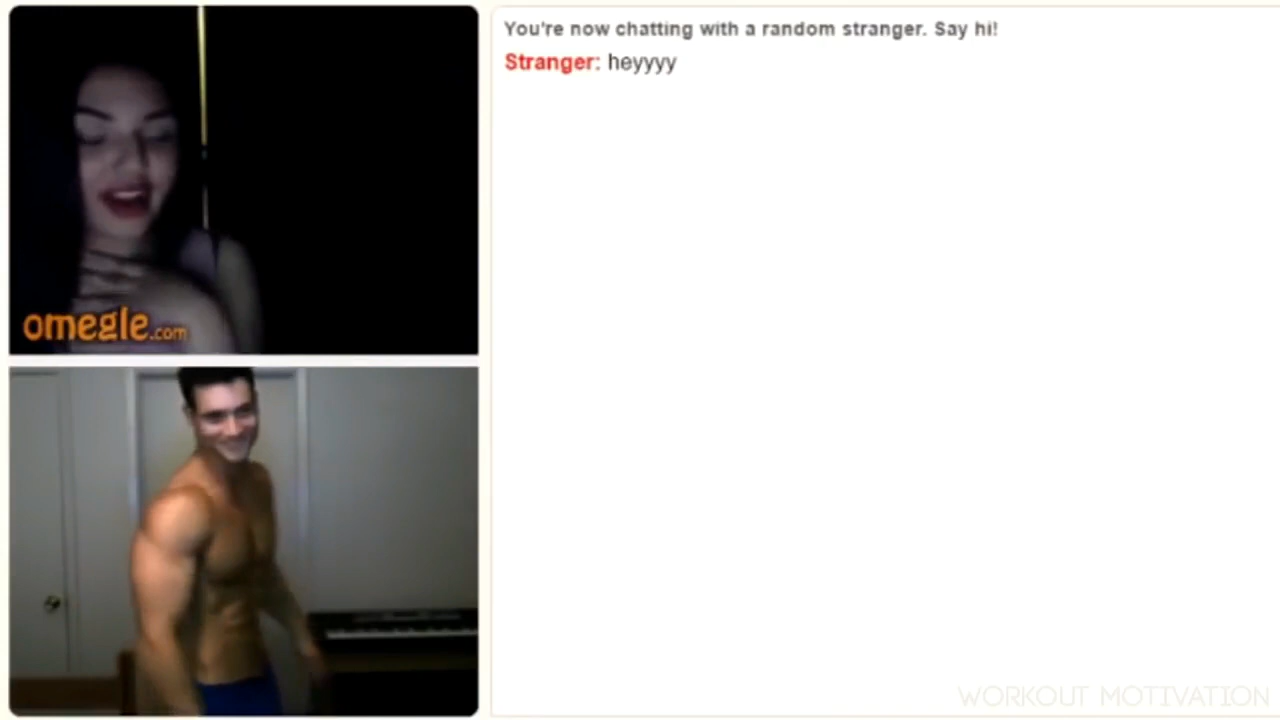 You're now chatting with a random stranger. Say hi!
Stranger: heyyyy
omegle.com
WORKOUT MOTIVATION